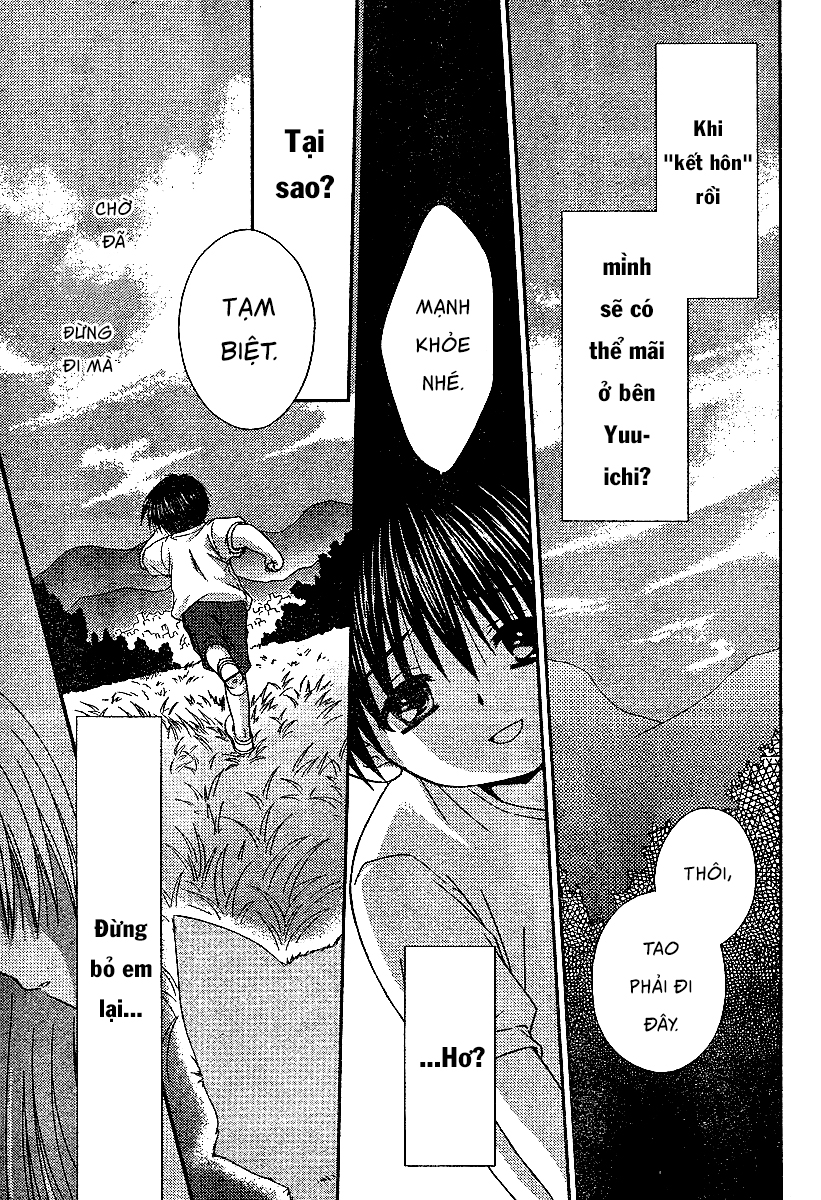 Khi
"kết hôn"
rồi
mình
sẽ có
thể mãi
ở bên
Yuu-
ichi?
THÔI,
TAO
PHẢI ĐI
ĐÂY.
MẠNH
KHỎE
NHÉ.
...Hơ?
Tại
sao?
TẠM
BIỆT.
CHỜ
ĐÃ
ĐỪNG
ĐI MÀ
Đừng
bỏ em
lại...